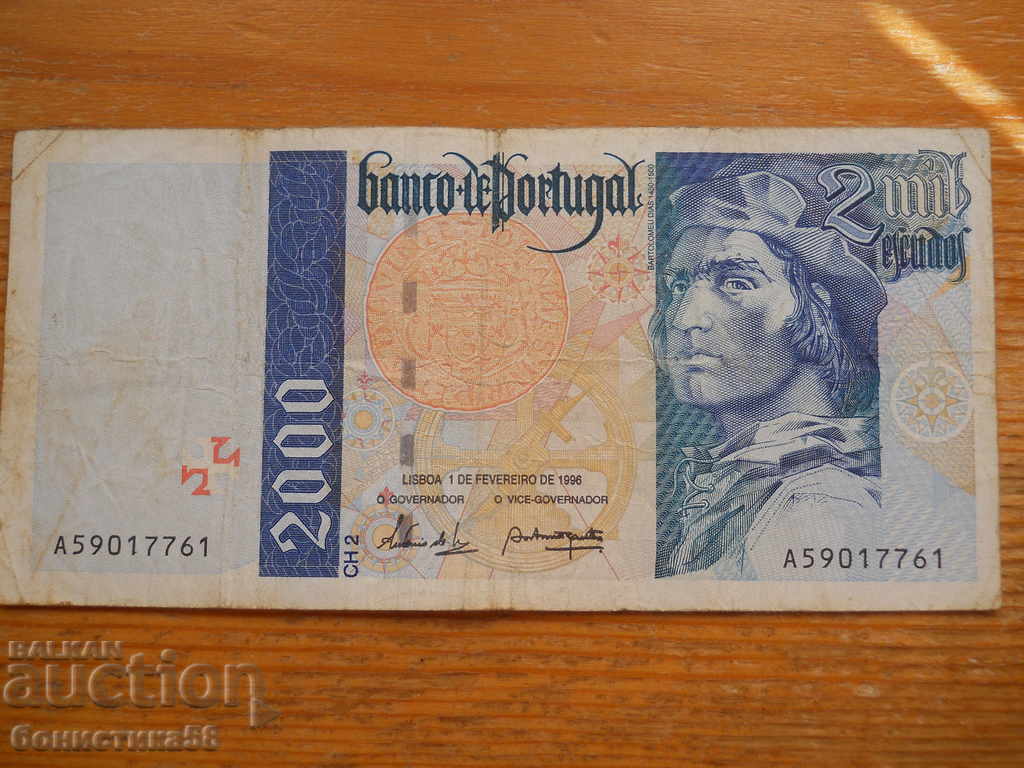 Banco de Portugal
2 mil
escudos
BARTOLOMEU DIAS 1450-1500
2000
CH 2
LISBOA 1 DE FEVEREIRO DE 1996
O GOVERNADOR O VICE-GOVERNADOR
A59017761
A59017761
BALKAN
auction
бонистика58